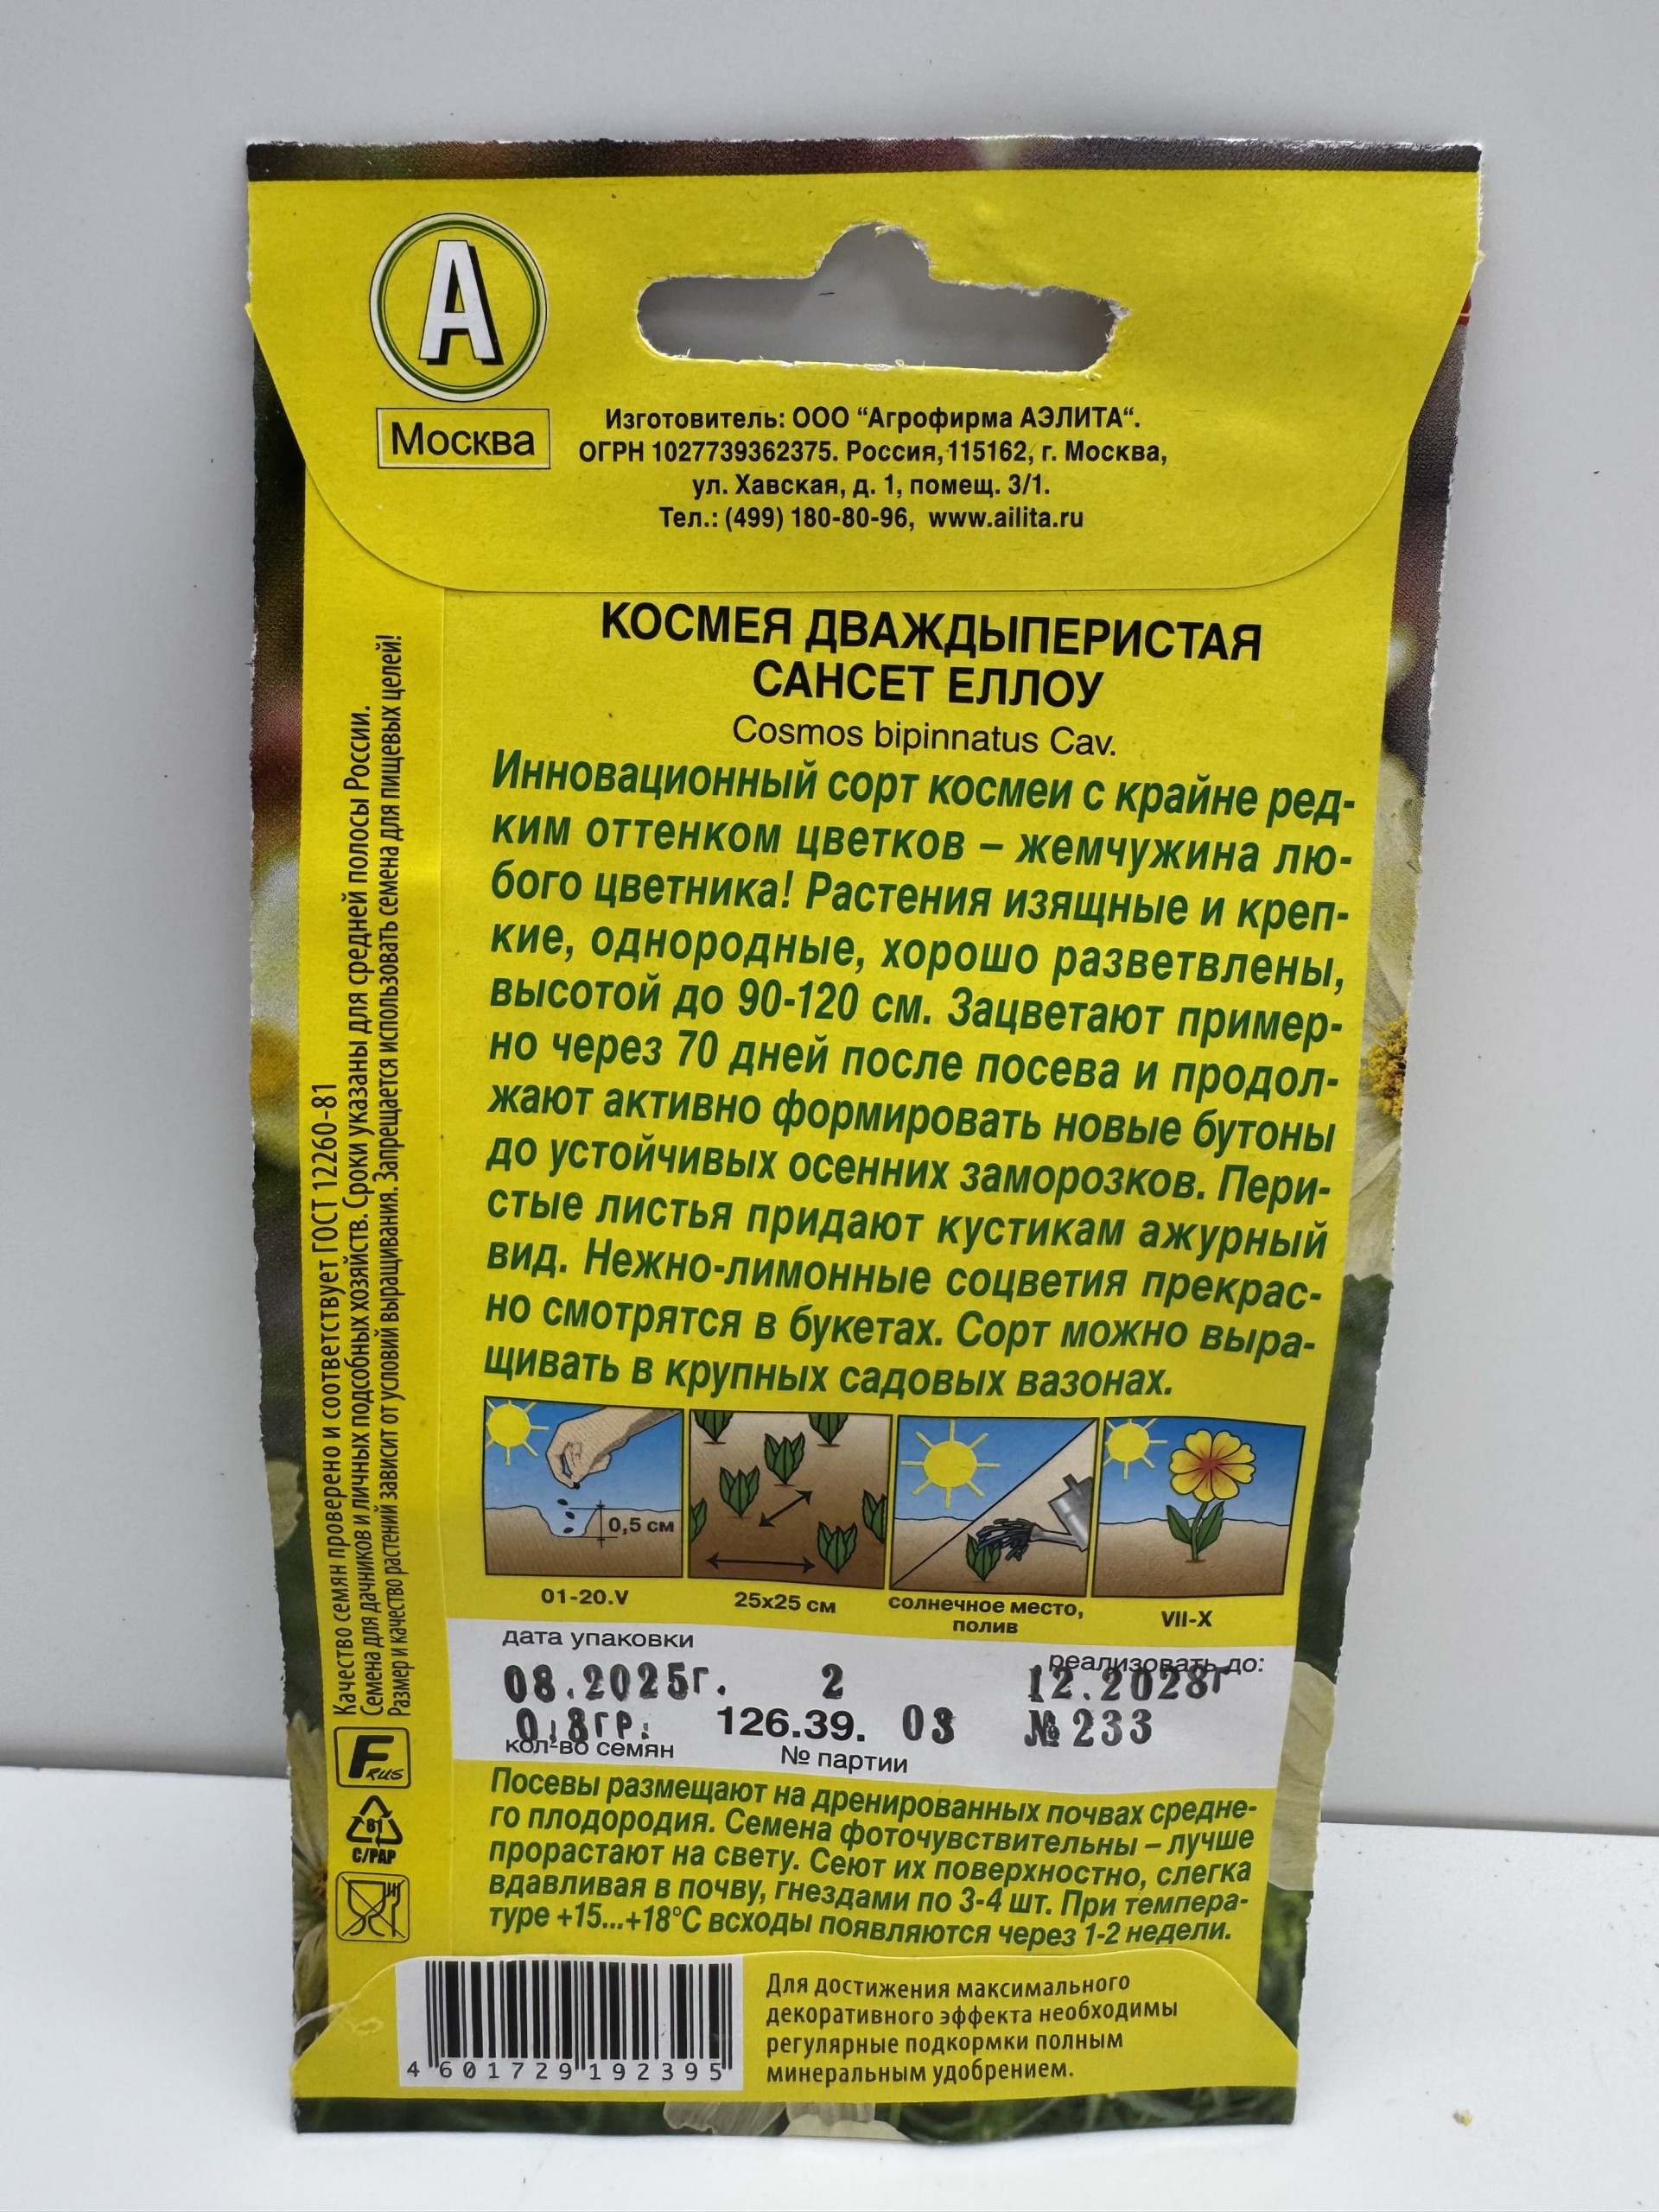 А
Москва
Изготовитель: ООО “Агрофирма АЭЛИТА“.
ОГРН 1027739362375. Россия, 115162, г. Москва,
ул. Хавская, д. 1, помещ. 3/1.
Тел.: (499) 180-80-96, www.ailita.ru
КОСМЕЯ ДВАЖДЫПЕРИСТАЯ
САНСЕТ ЕЛЛОУ
Cosmos bipinnatus Cav.
Инновационный сорт космеи с крайне ред-
ким оттенком цветков – жемчужина лю-
бого цветника! Растения изящные и креп-
кие, однородные, хорошо разветвлены,
высотой до 90-120 см. Зацветают пример-
но через 70 дней после посева и продол-
жают активно формировать новые бутоны
до устойчивых осенних заморозков. Пери-
стые листья придают кустикам ажурный
вид. Нежно-лимонные соцветия прекрас-
но смотрятся в букетах. Сорт можно выра-
щивать в крупных садовых вазонах.
0,5 см
01-20.V
25х25 см
солнечное место,
полив
VII-X
дата упаковки
реализовать до:
08.2025г. 2 12.2028г
0,8гр. 126.39. 03 №233
кол-во семян
№ партии
Посевы размещают на дренированных почвах средне-
го плодородия. Семена фоточувствительны – лучше
прорастают на свету. Сеют их поверхностно, слегка
вдавливая в почву, гнездами по 3-4 шт. При темпера-
туре +15...+18°С всходы появляются через 1-2 недели.
4 601729 192395
Для достижения максимального
декоративного эффекта необходимы
регулярные подкормки полным
минеральным удобрением.
Качество семян проверено и соответствует ГОСТ 12260-81
Семена для дачников и личных подсобных хозяйств. Сроки указаны для средней полосы России.
Размер и качество растений зависит от условий выращивания. Запрещается использовать семена для пищевых целей!
F RUS
81
C/PAP